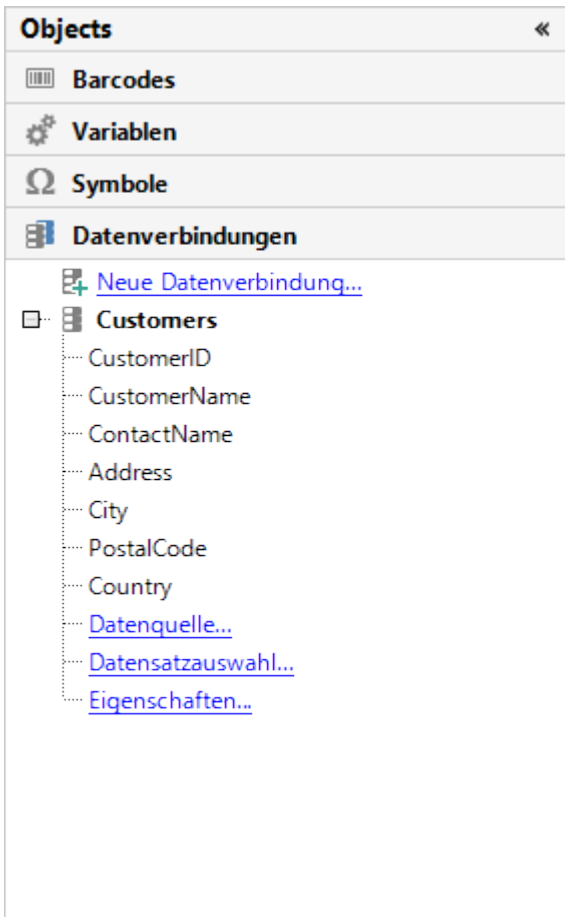 Objects «
Barcodes
Variablen
Ω Symbole
Datenverbindungen
Neue Datenverbindung...
Customers
CustomerID
CustomerName
ContactName
Address
City
PostalCode
Country
Datenquelle...
Datensatzauswahl...
Eigenschaften...